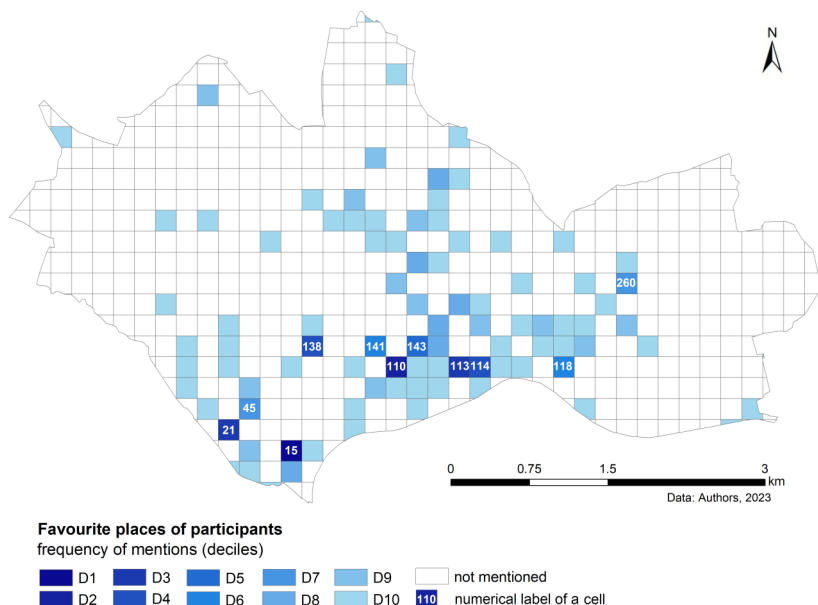 N
260
138 141 143
110 113 114 118
45
21
15
0 0.75 1.5 3
km
Data: Authors, 2023
Favourite places of participants
frequency of mentions (deciles)
D1 D3 D5 D7 D9 not mentioned
D2 D4 D6 D8 D10 110 numerical label of a cell